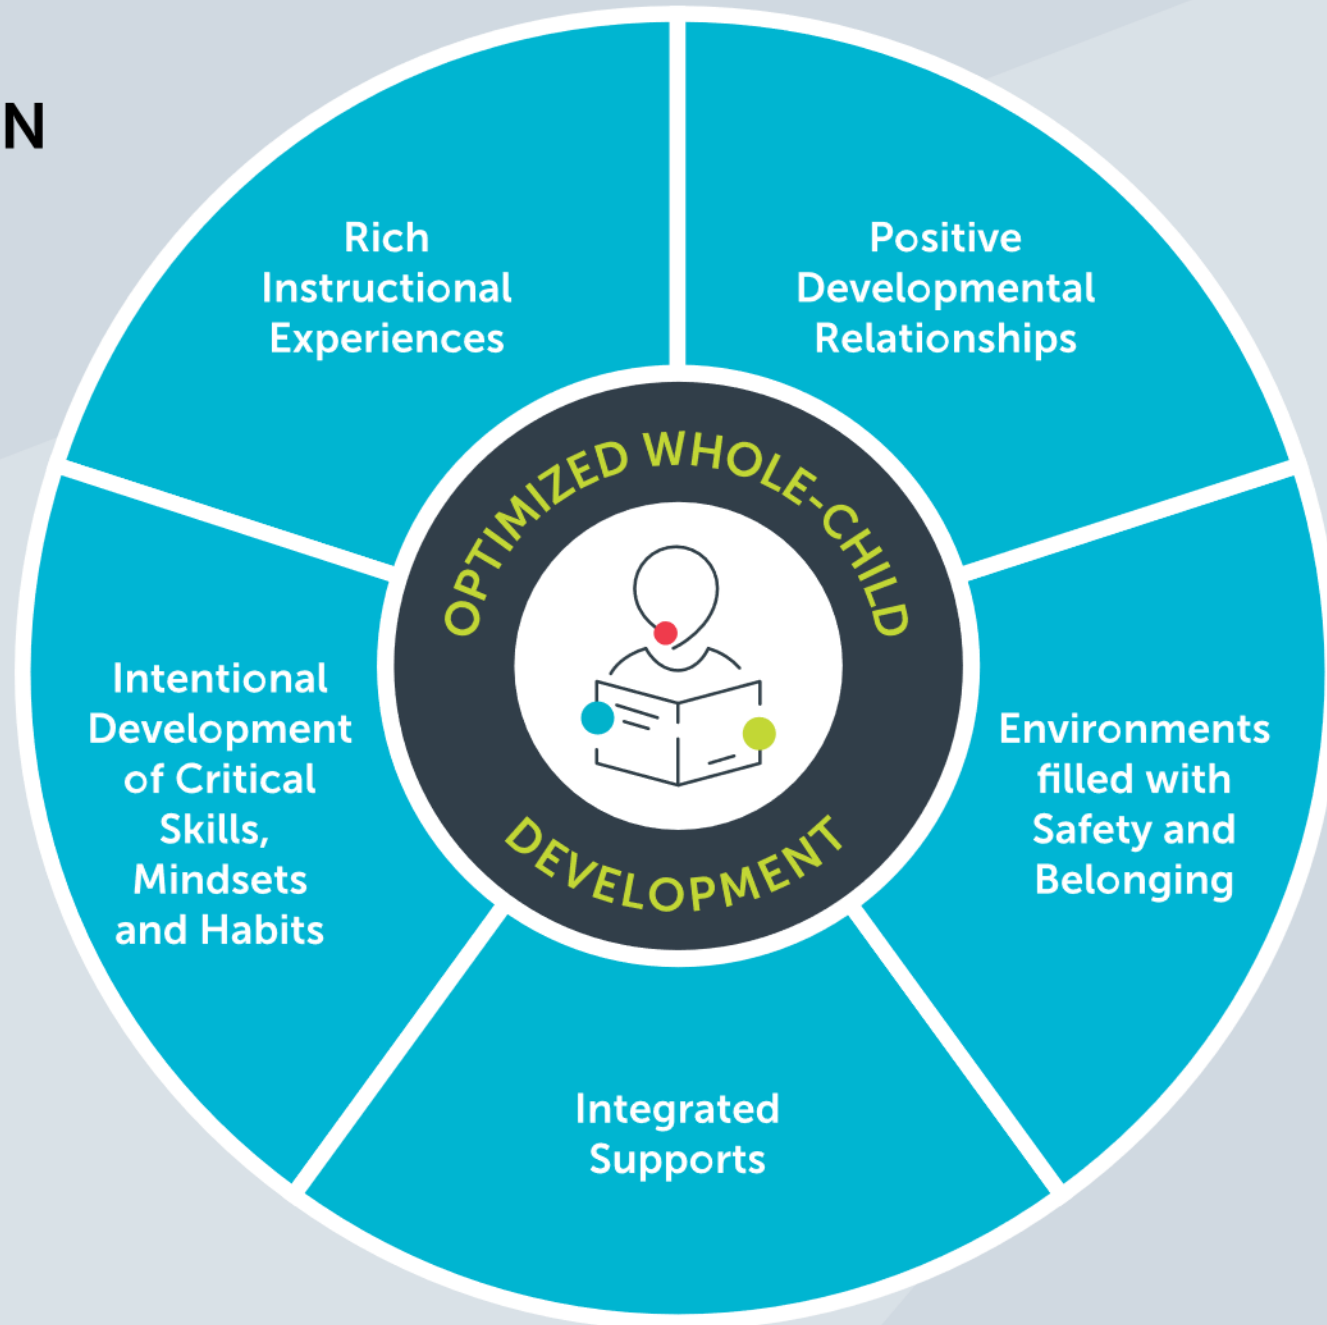 N
Rich
Instructional
Experiences
Positive
Developmental
Relationships
OPTIMIZED WHOLE-CHILD
DEVELOPMENT
Intentional
Development
of Critical
Skills,
Mindsets
and Habits
Environments
filled with
Safety and
Belonging
Integrated
Supports